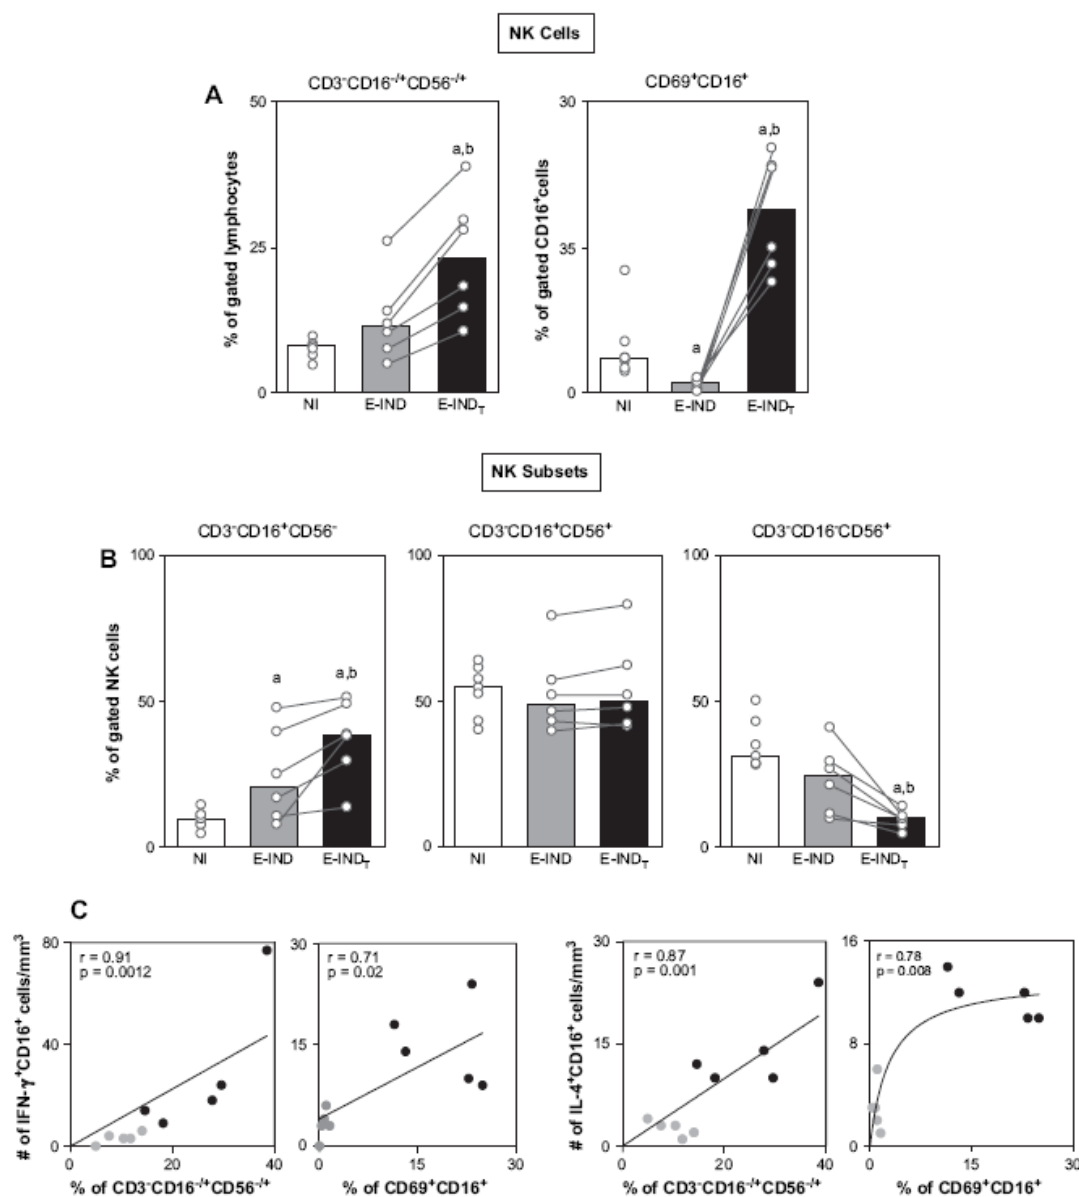 NK Cells
A
CD3⁻CD16⁻/⁺CD56⁻/⁺
CD69⁺CD16⁺
% of gated lymphocytes
50
25
0
a,b
NI
E-IND
E-INDT
% of gated CD16⁺cells
30
35
0
a
a,b
NI
E-IND
E-INDT
NK Subsets
B
CD3⁻CD16⁺CD56⁻
CD3⁻CD16⁺CD56⁺
CD3⁻CD16⁻CD56⁺
% of gated NK cells
100
50
0
a
a,b
NI
E-IND
E-INDT
100
50
0
NI
E-IND
E-INDT
100
50
0
a,b
NI
E-IND
E-INDT
C
# of IFN-γ⁺CD16⁺ cells/mm³
80
40
0
r = 0.91
p = 0.0012
0
20
40
% of CD3⁻CD16⁻/⁺CD56⁻/⁺
30
15
0
r = 0.71
p = 0.02
0
15
30
% of CD69⁺CD16⁺
# of IL-4⁺CD16⁺ cells/mm³
30
15
0
r = 0.87
p = 0.001
0
20
40
% of CD3⁻CD16⁻/⁺CD56⁻/⁺
16
8
0
r = 0.78
p = 0.008
0
15
30
% of CD69⁺CD16⁺